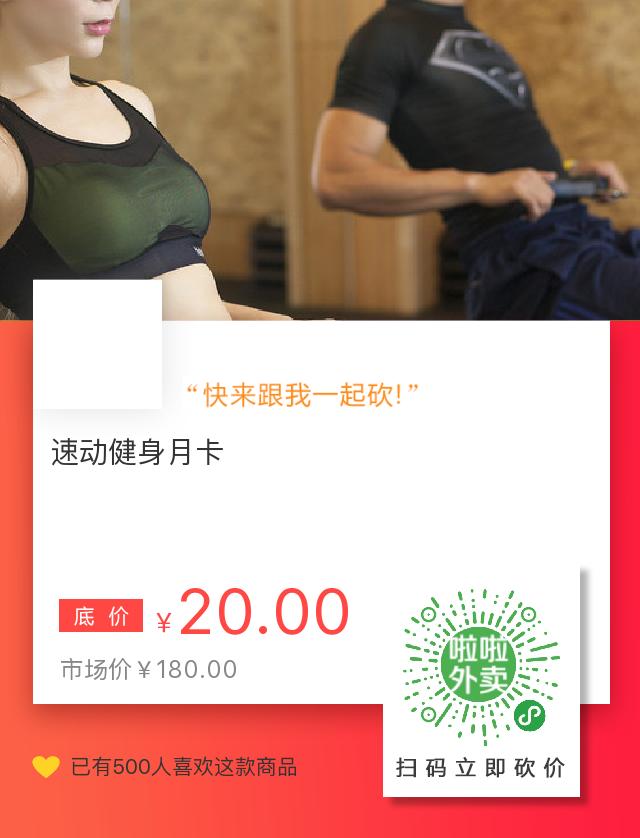 “快来跟我一起砍!”
速动健身月卡
底 价 ¥20.00
市场价¥180.00
啦啦
外卖
已有500人喜欢这款商品
扫码立即砍价